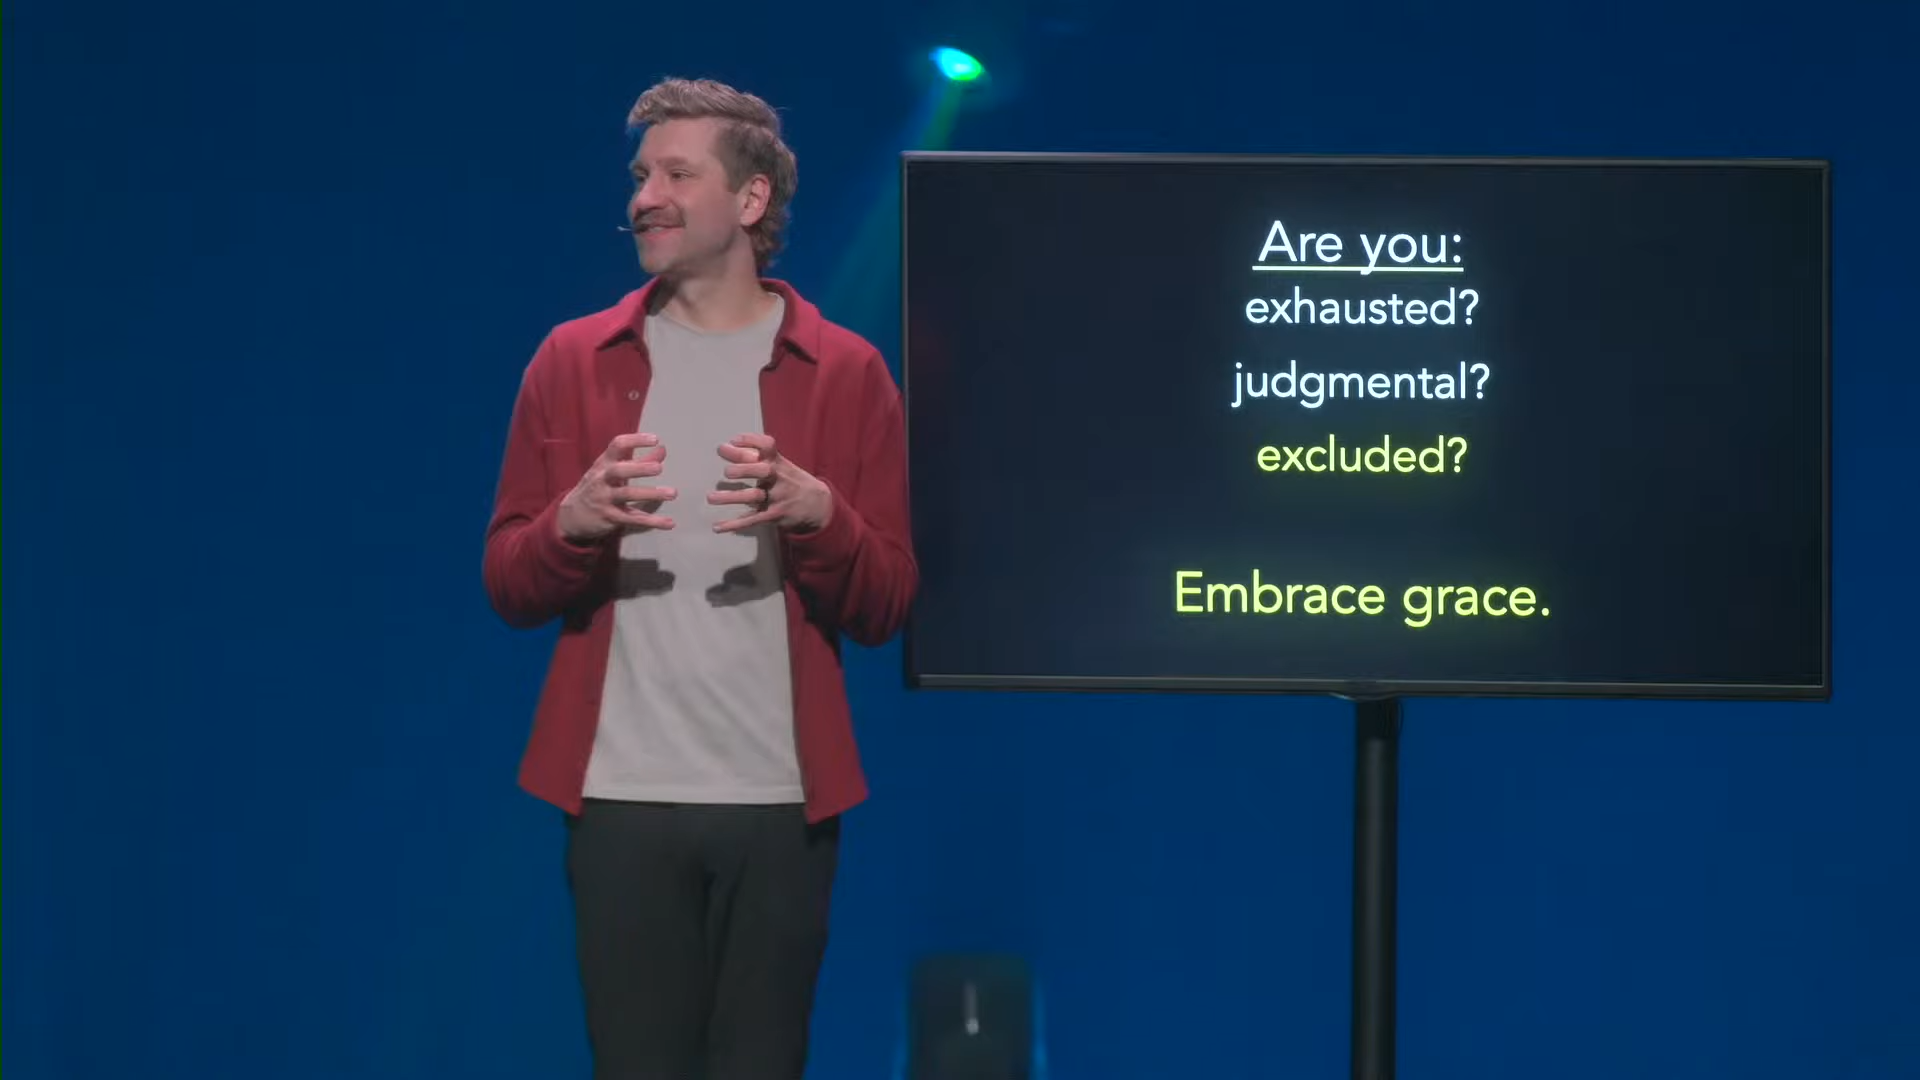 Are you:
exhausted?
judgmental?
excluded?
Embrace grace.